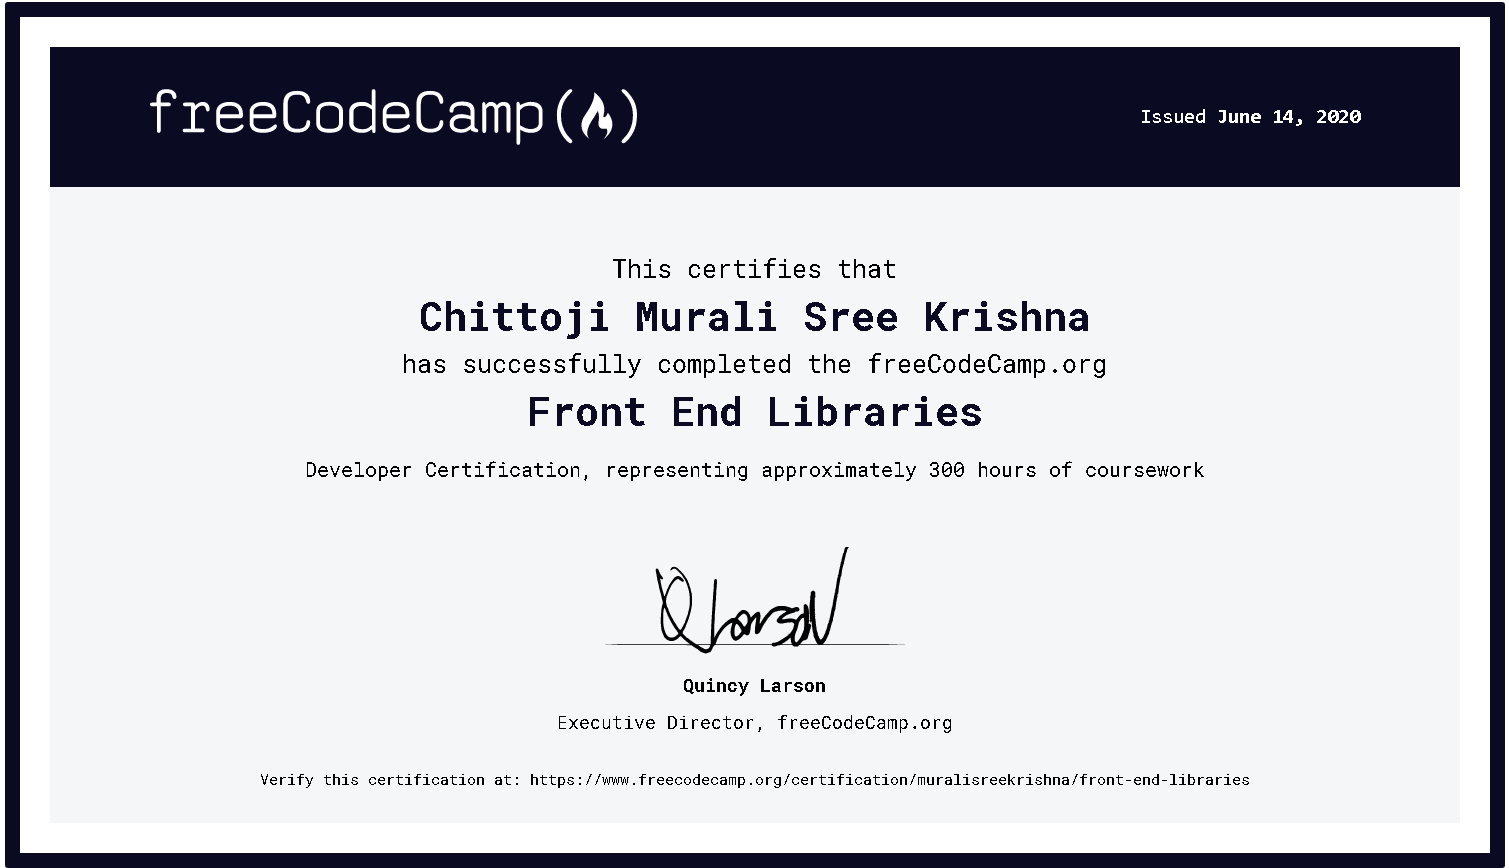 freeCodeCamp(🔥)
Issued June 14, 2020
This certifies that
Chittoji Murali Sree Krishna
has successfully completed the freeCodeCamp.org
Front End Libraries
Developer Certification, representing approximately 300 hours of coursework
Q Larson
Quincy Larson
Executive Director, freeCodeCamp.org
Verify this certification at: https://www.freecodecamp.org/certification/muralisreekrishna/front-end-libraries